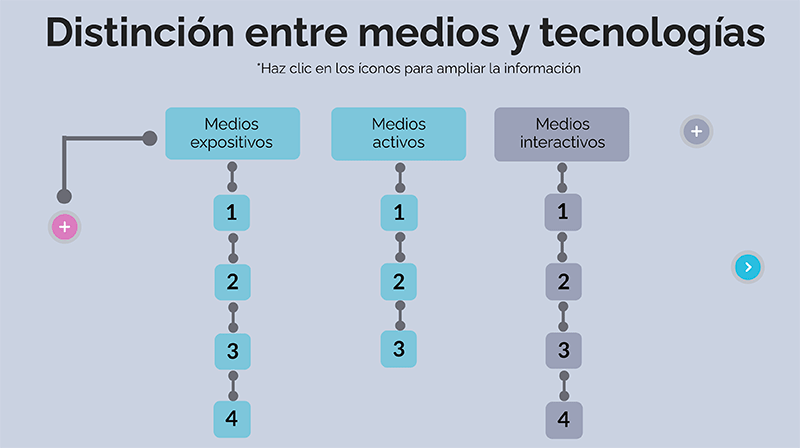 Distinción entre medios y tecnologías
*Haz clic en los íconos para ampliar la información
Medios
expositivos
1
2
3
4
Medios
activos
1
2
3
Medios
interactivos
1
2
3
4